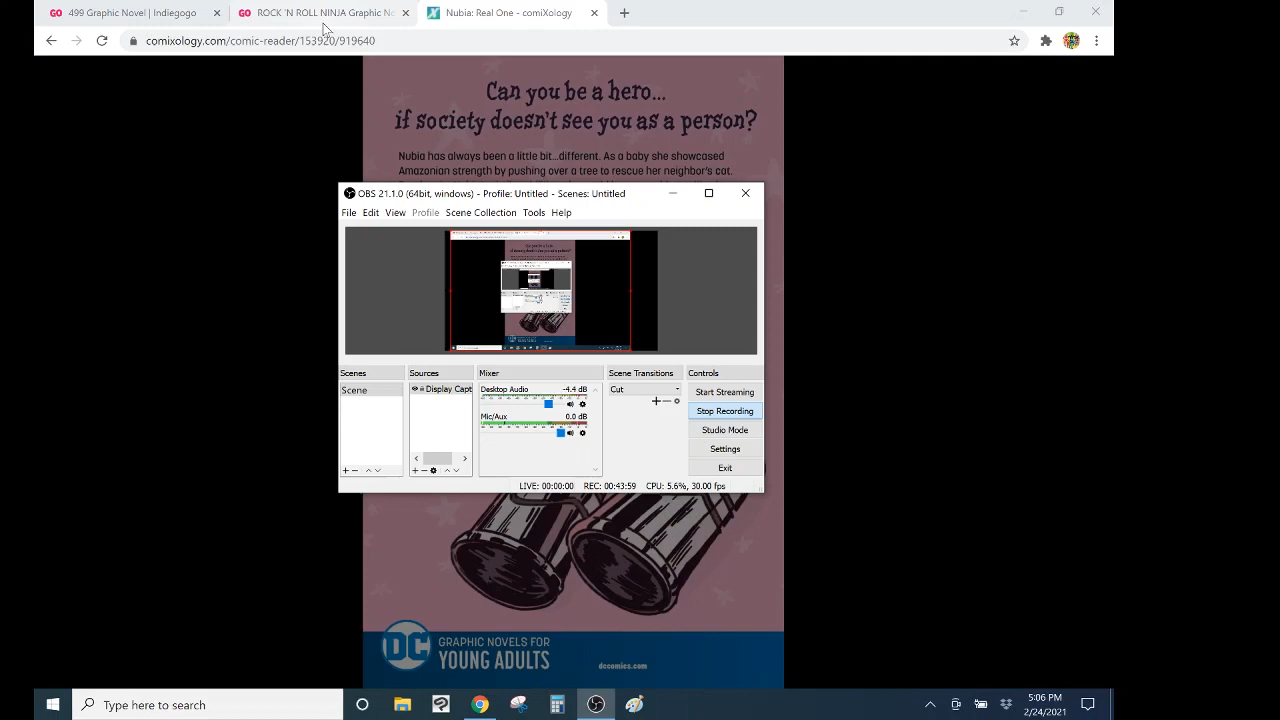 499 Graphic Novel | Indiegogo
ROCK 'N ROLL NINJA Graphic No
Nubia: Real One - comiXology
comixology.com/comic-reader/153920/919640
Can you be a hero...
if society doesn't see you as a person?
Nubia has always been a little bit...different. As a baby she showcased
Amazonian strength by pushing over a tree to rescue her neighbor's cat.
OBS 21.1.0 (64bit, windows) - Profile: Untitled - Scenes: Untitled
File Edit View Profile Scene Collection Tools Help
Scenes Sources Mixer Scene Transitions Controls
Scene
Display Capt
Desktop Audio -4.4 dB
Mic/Aux 0.0 dB
Cut
Start Streaming
Stop Recording
Studio Mode
Settings
Exit
LIVE: 00:00:00 REC: 00:43:59 CPU: 5.6%, 30.00 fps
DC
GRAPHIC NOVELS FOR
YOUNG ADULTS
dccomics.com
Type here to search
5:06 PM
2/24/2021